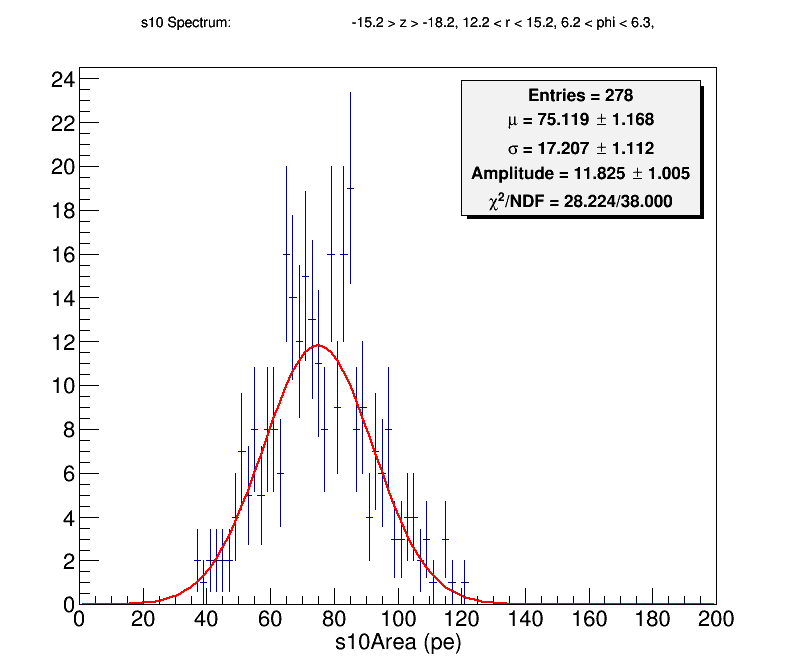 s10 Spectrum: -15.2 > z > -18.2, 12.2 < r < 15.2, 6.2 < phi < 6.3,
Entries = 278
μ = 75.119 ± 1.168
σ = 17.207 ± 1.112
Amplitude = 11.825 ± 1.005
χ²/NDF = 28.224/38.000
24
22
20
18
16
14
12
10
8
6
4
2
0
0 20 40 60 80 100 120 140 160 180 200
s10Area (pe)